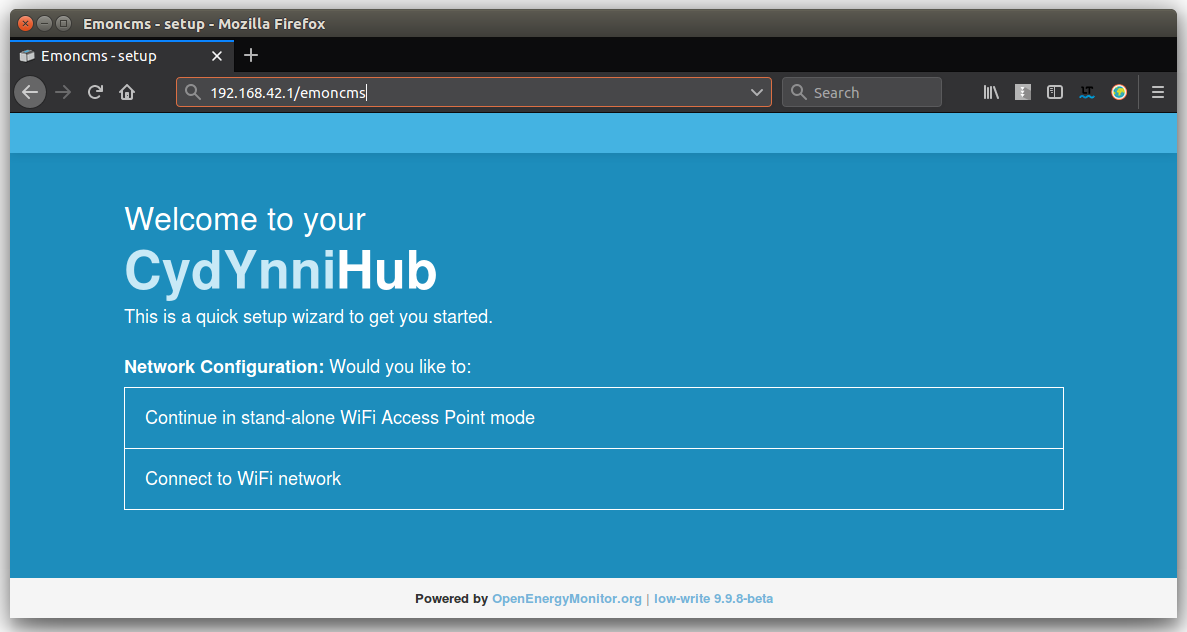 Emoncms - setup - Mozilla Firefox
Emoncms - setup
192.168.42.1/emoncms
Search
Welcome to your
CydYnniHub
This is a quick setup wizard to get you started.
Network Configuration: Would you like to:
Continue in stand-alone WiFi Access Point mode
Connect to WiFi network
Powered by OpenEnergyMonitor.org | low-write 9.9.8-beta